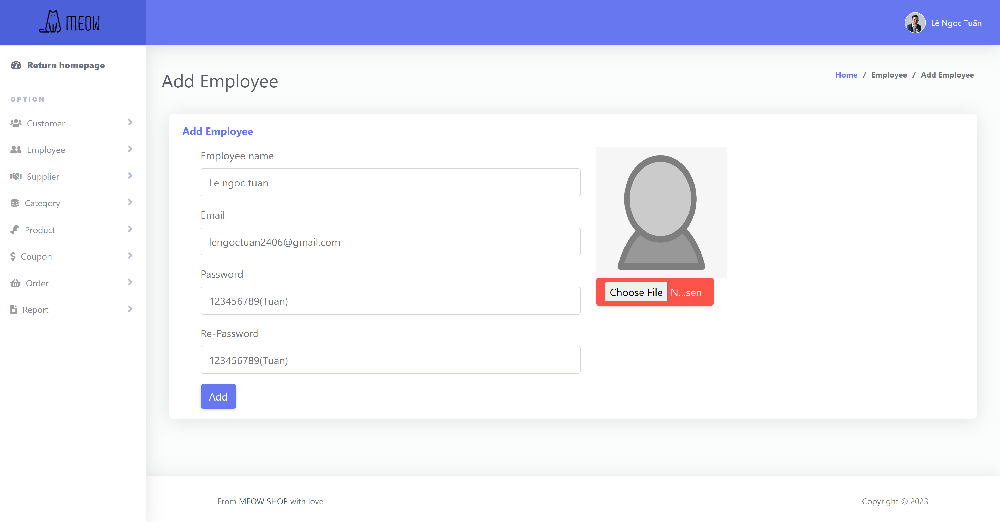 MEOW
Lê Ngọc Tuấn
Return homepage
OPTION
Customer
Employee
Supplier
Category
Product
Coupon
Order
Report
Add Employee
Home / Employee / Add Employee
Add Employee
Employee name
Le ngoc tuan
Email
lengoctuan2406@gmail.com
Password
123456789(Tuan)
Re-Password
123456789(Tuan)
Add
Choose File N...sen
From MEOW SHOP with love
Copyright © 2023